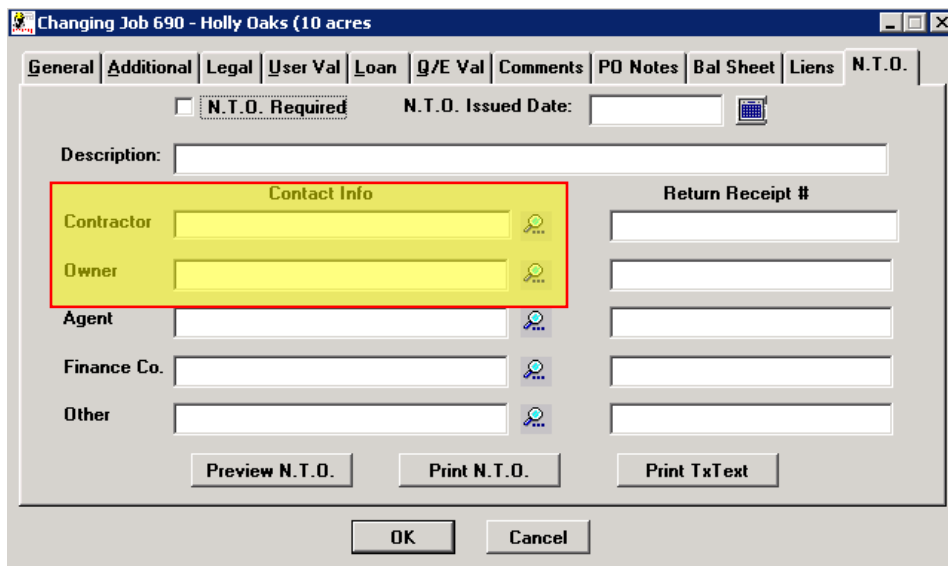 Changing Job 690 - Holly Oaks (10 acres
General Additional Legal User Val Loan Q/E Val Comments PO Notes Bal Sheet Liens N.T.O.
N.T.O. Required N.T.O. Issued Date:
Description:
Contact Info Return Receipt #
Contractor
Owner
Agent
Finance Co.
Other
Preview N.T.O. Print N.T.O. Print TxText
OK Cancel